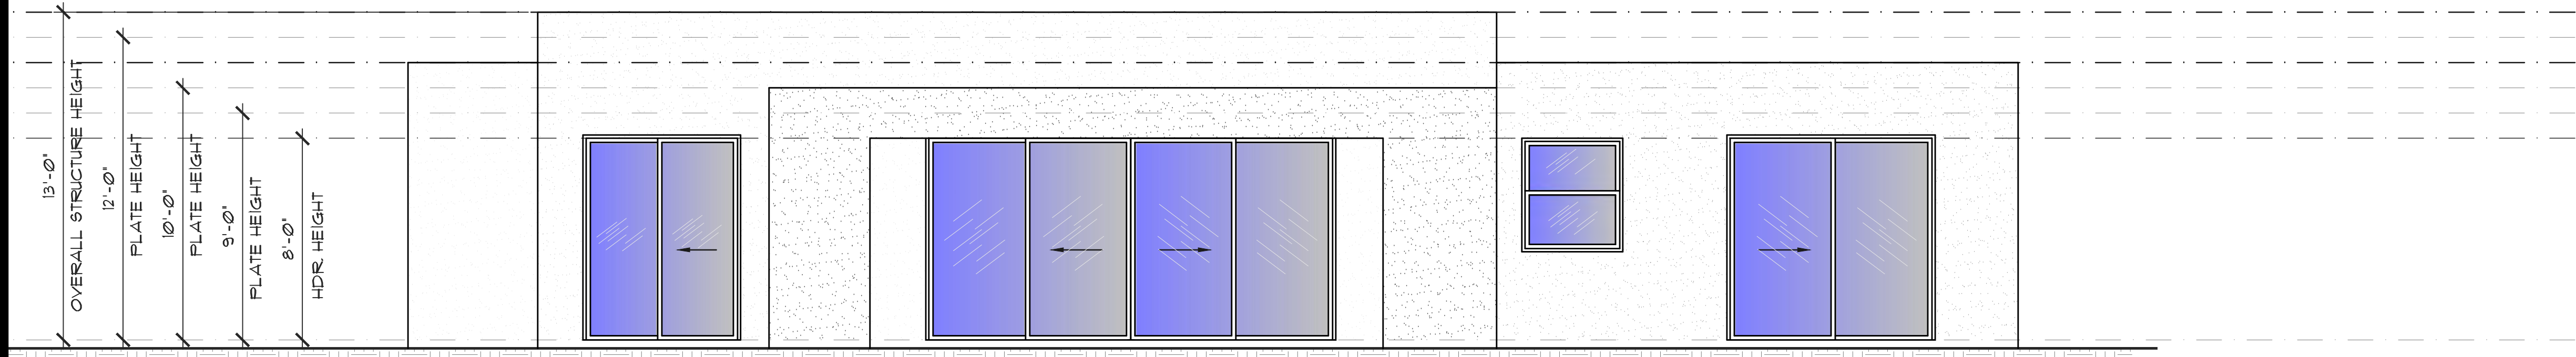 13'-0"
OVERALL STRUCTURE HEIGHT
12'-0"
PLATE HEIGHT
10'-0"
PLATE HEIGHT
9'-0"
PLATE HEIGHT
8'-0"
HDR HEIGHT